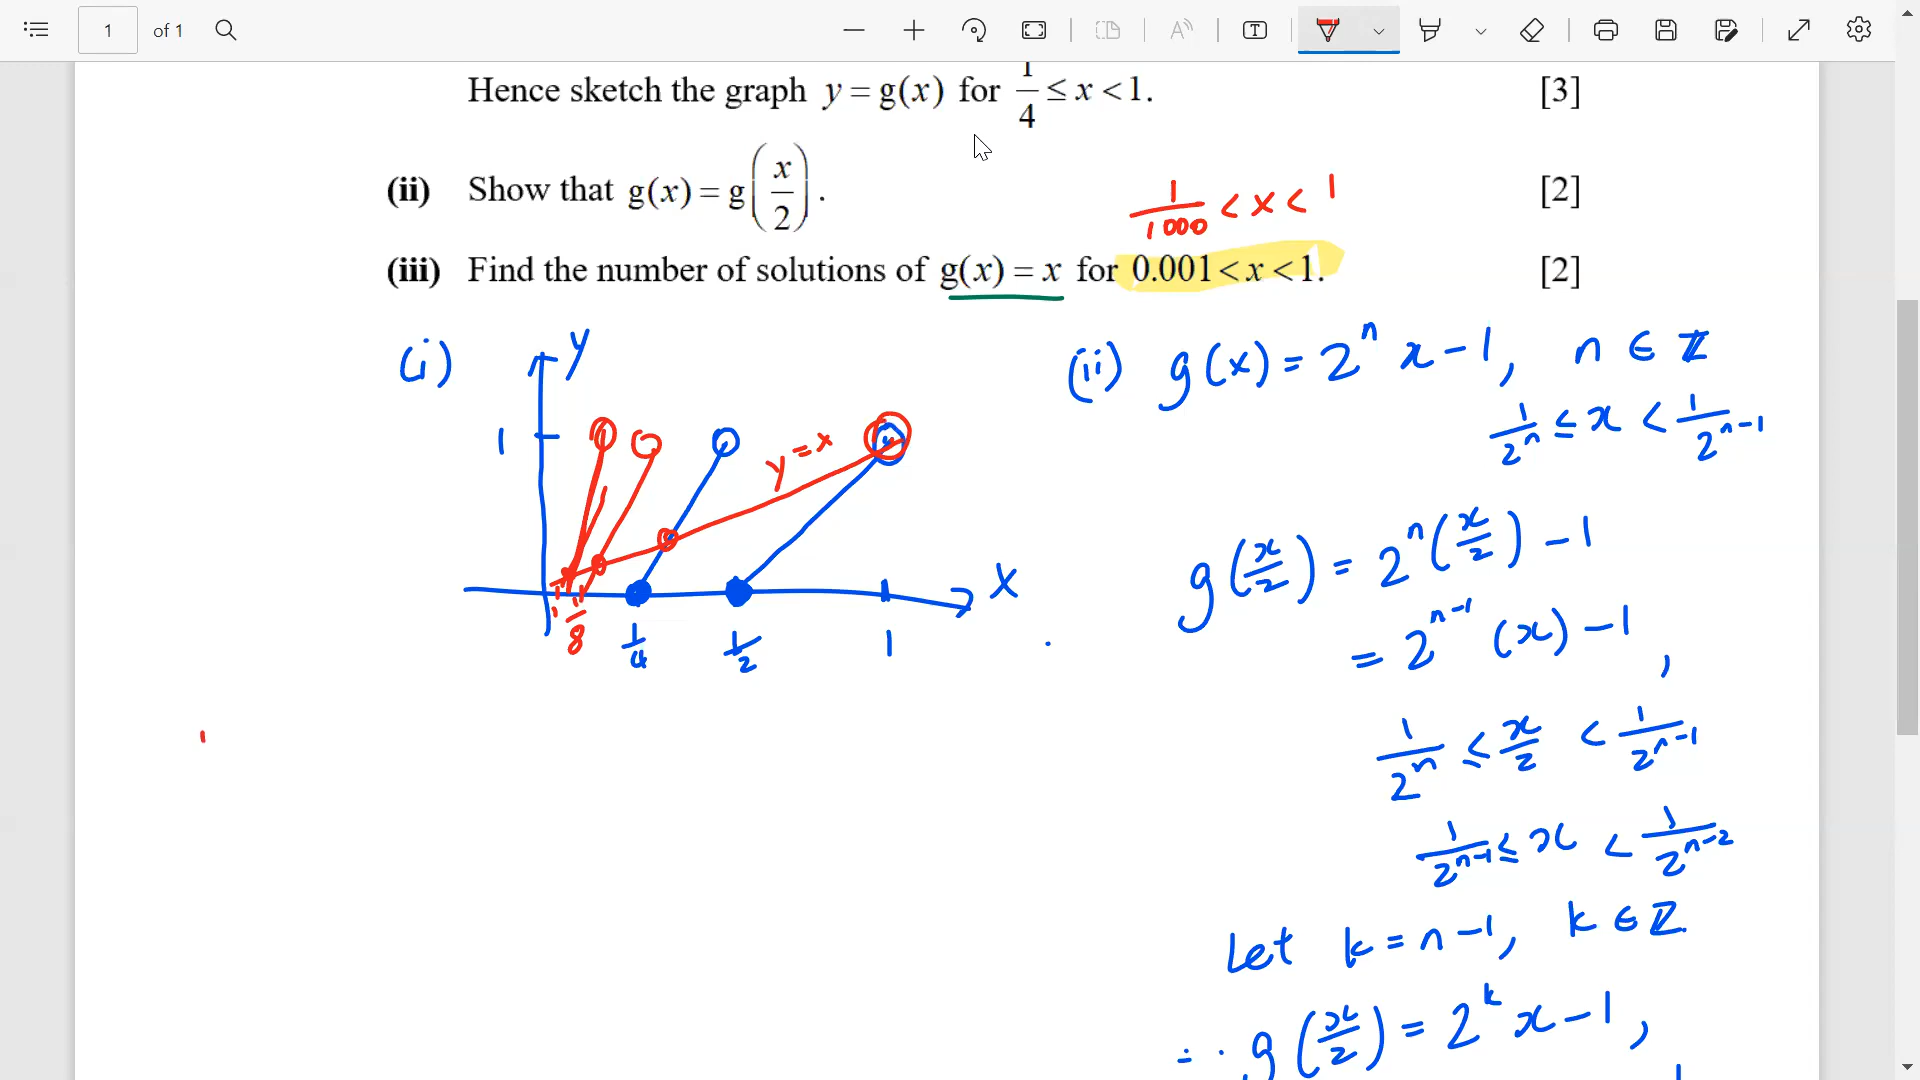 1 of 1
Hence sketch the graph y = g(x) for 1/4 ≤ x < 1. [3]
(ii) Show that g(x) = g(x/2). [2]
1/1000 < x < 1
(iii) Find the number of solutions of g(x) = x for 0.001 < x < 1. [2]
(i)
y
1
y = x
x
1/8 1/4 1/2 1
(ii) g(x) = 2^n x - 1, n ∈ ℤ
1/2^n ≤ x < 1/2^(n-1)
g(x/2) = 2^n (x/2) - 1
= 2^(n-1) (x) - 1,
1/2^n ≤ x/2 < 1/2^(n-1)
1/2^(n-1) ≤ x < 1/2^(n-2)
Let k = n - 1, k ∈ ℤ.
∴ g(x/2) = 2^k x - 1,